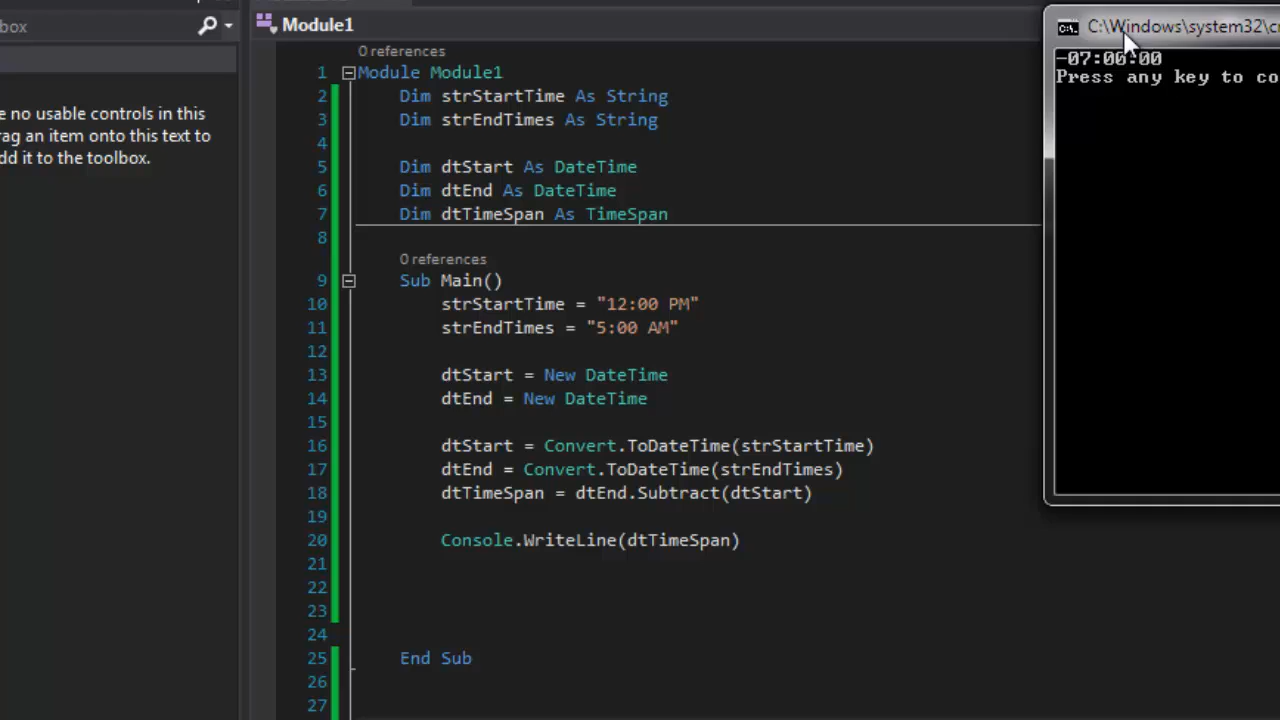 box
e no usable controls in this
rag an item onto this text to
dd it to the toolbox.
Module1
0 references
1 Module Module1
2 Dim strStartTime As String
3 Dim strEndTimes As String
4
5 Dim dtStart As DateTime
6 Dim dtEnd As DateTime
7 Dim dtTimeSpan As TimeSpan
8
0 references
9 Sub Main()
10 strStartTime = "12:00 PM"
11 strEndTimes = "5:00 AM"
12
13 dtStart = New DateTime
14 dtEnd = New DateTime
15
16 dtStart = Convert.ToDateTime(strStartTime)
17 dtEnd = Convert.ToDateTime(strEndTimes)
18 dtTimeSpan = dtEnd.Subtract(dtStart)
19
20 Console.WriteLine(dtTimeSpan)
21
22
23
24
25 End Sub
26
27
C:\Windows\system32\c
-07:00:00
Press any key to co